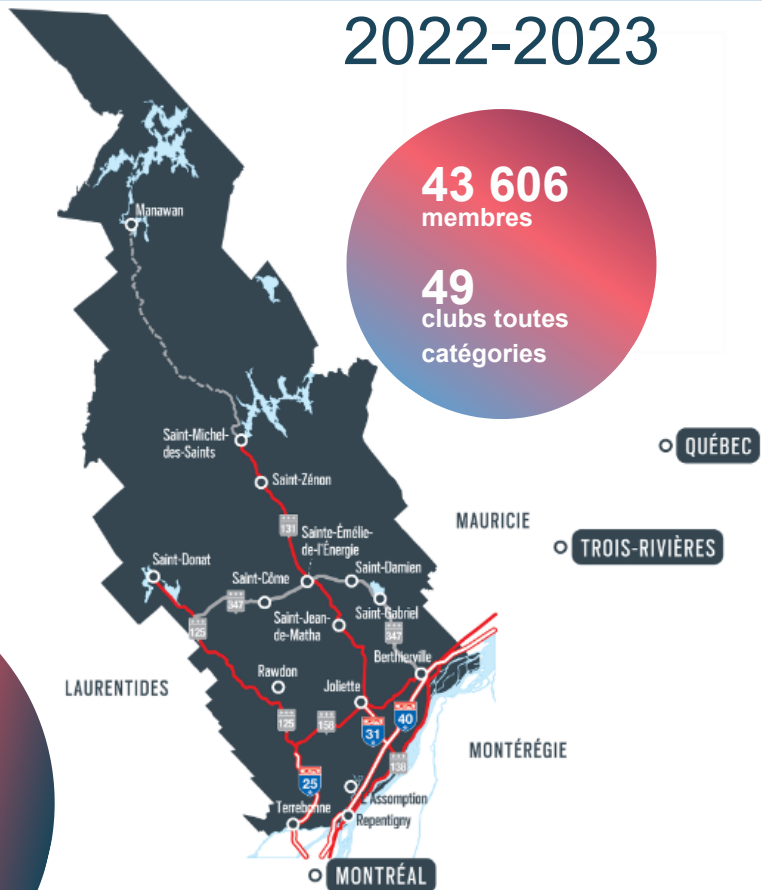 2022-2023
43 606
membres
49
clubs toutes
catégories
Manawan
Saint-Michel-
des-Saints
QUÉBEC
Saint-Zénon
MAURICIE
131
Sainte-Émélie-
de-l'Énergie
TROIS-RIVIÈRES
Saint-Donat
Saint-Côme
Saint-Damien
347
Saint-Gabriel
125
Saint-Jean-
de-Matha
347
Berthierville
LAURENTIDES
Rawdon
Joliette
125
158
31
40
MONTÉRÉGIE
138
25
L'Assomption
Terrebonne
Repentigny
MONTRÉAL